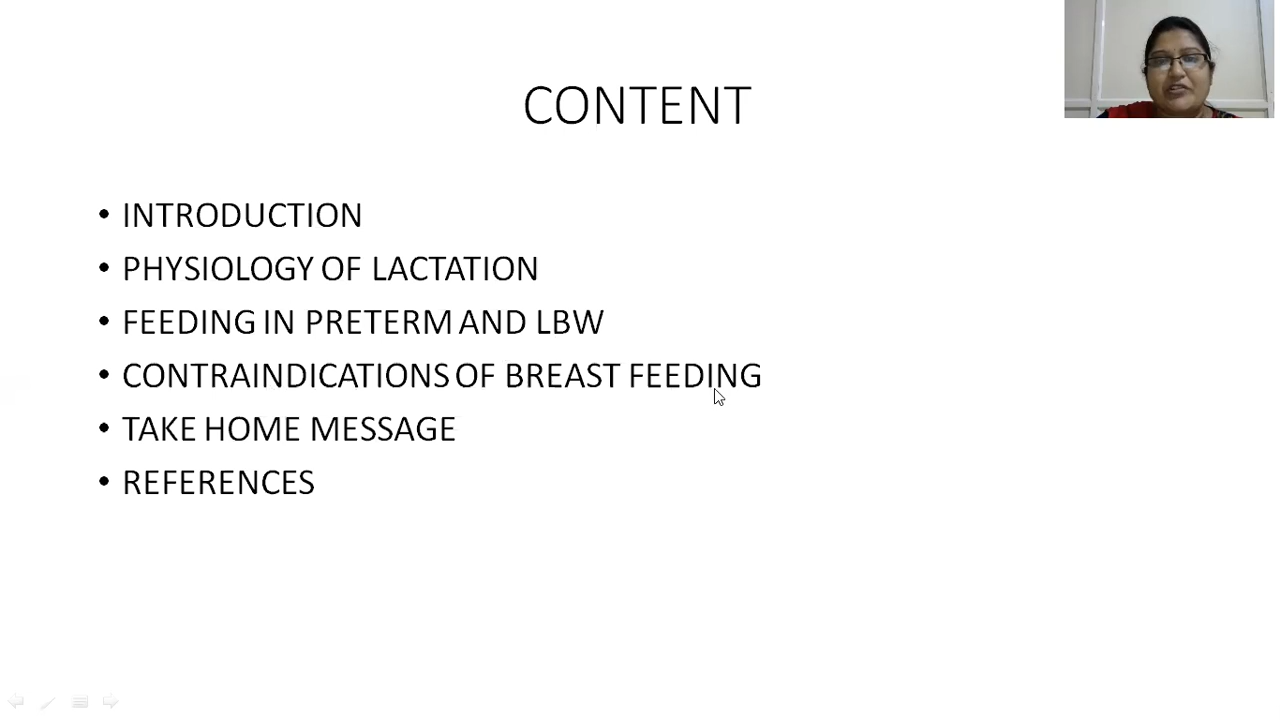 CONTENT
• INTRODUCTION
• PHYSIOLOGY OF LACTATION
• FEEDING IN PRETERM AND LBW
• CONTRAINDICATIONS OF BREAST FEEDING
• TAKE HOME MESSAGE
• REFERENCES